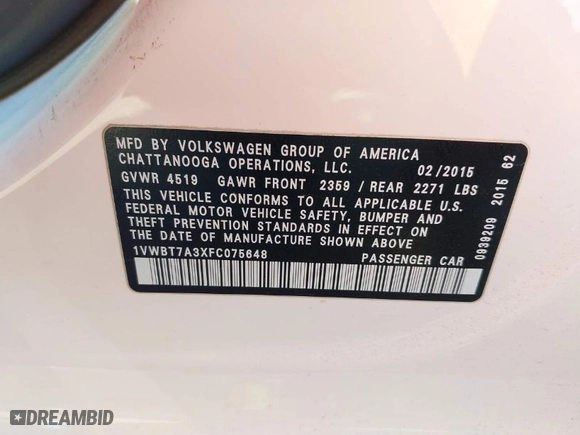 MFD BY VOLKSWAGEN GROUP OF AMERICA
CHATTANOOGA OPERATIONS, LLC. 02/2015
GVWR 4519 GAWR FRONT 2359 / REAR 2271 LBS
THIS VEHICLE CONFORMS TO ALL APPLICABLE U.S.
FEDERAL MOTOR VEHICLE SAFETY, BUMPER AND
THEFT PREVENTION STANDARDS IN EFFECT ON THE
DATE OF MANUFACTURE SHOWN ABOVE
1VWBT7A3XFC075648 PASSENGER CAR
0939209 2015 62
DREAMBID